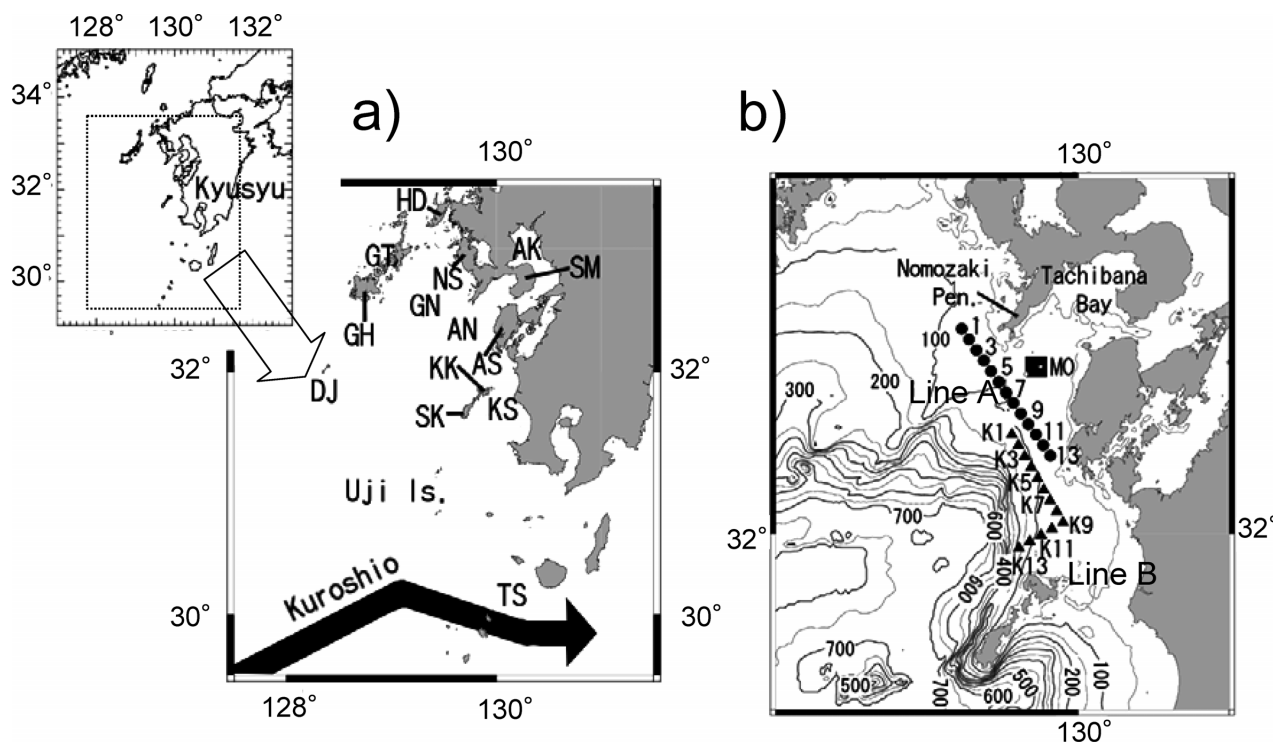 128° 130° 132°
34°
32°
30°
Kyusyu
a)
130°
HD
AK
GT
SM
NS
GN
AN
GH
32°
32°
KK
AS
DJ
SK
KS
Uji Is.
Kuroshio
TS
30°
30°
128°
130°
b)
130°
Nomozaki
Pen.
Tachibana
Bay
1
100
3
300
200
5
MO
Line A
7
9
K1
11
K3
13
K5
K7
700
600
K9
32°
32°
K11
K13
400
Line B
600
700
500
700
600
500
200
100
130°